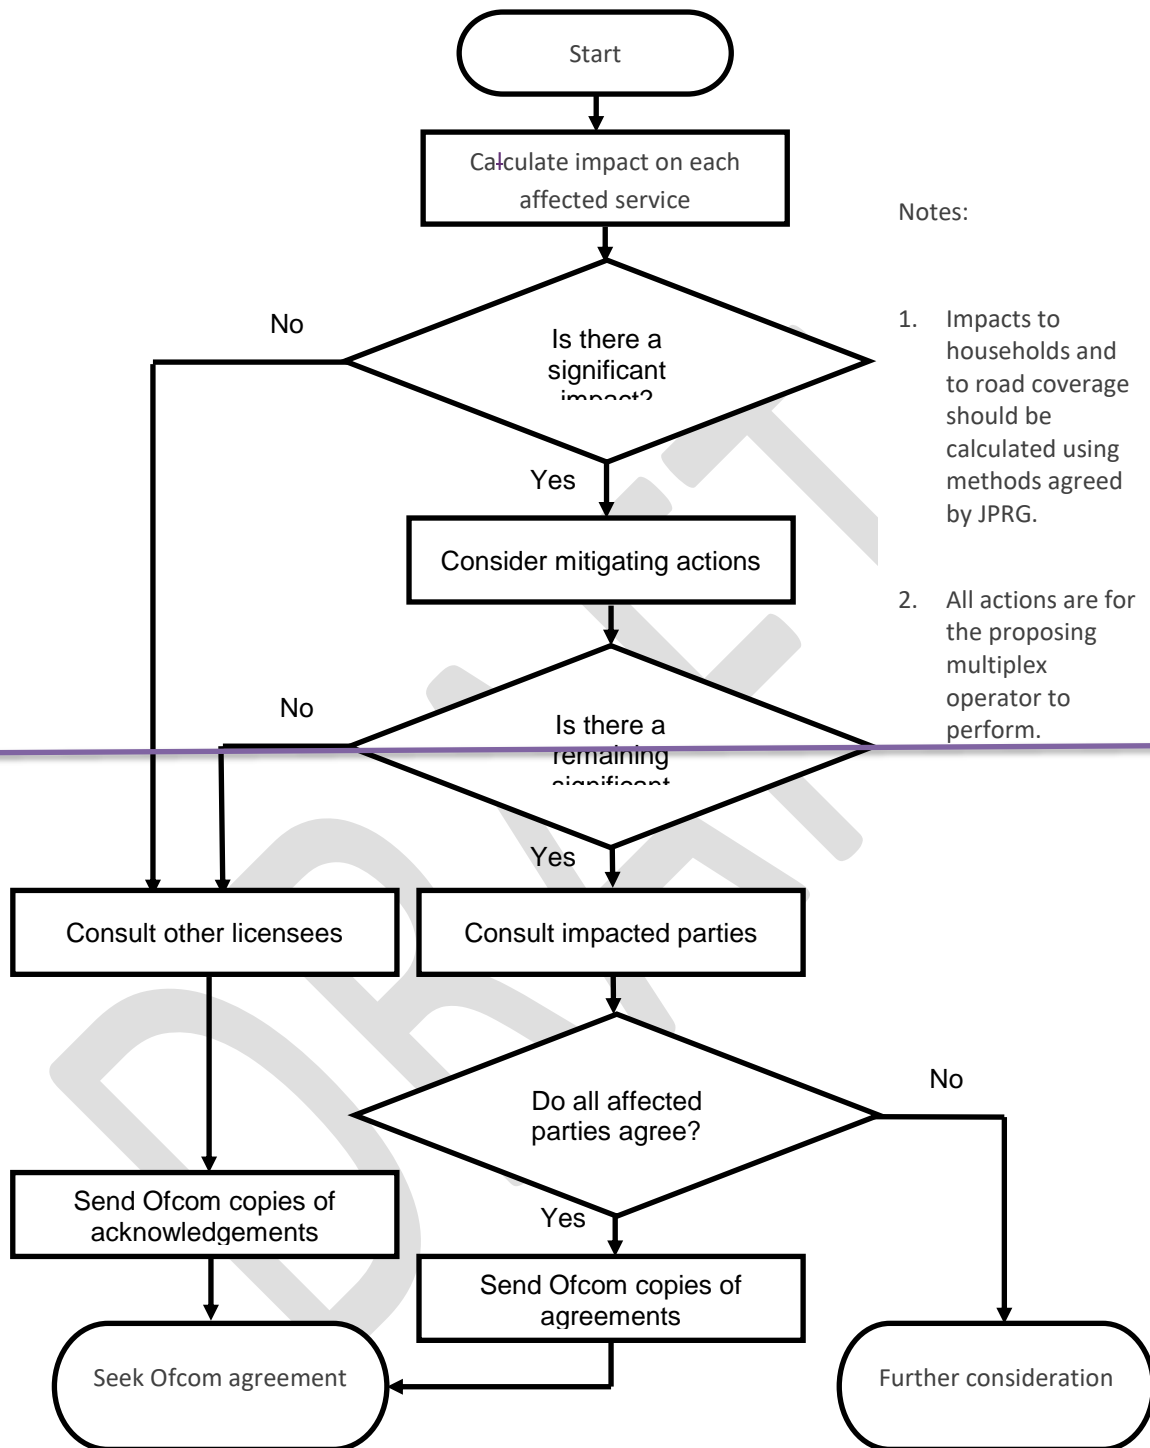 Start
Calculate impact on each
affected service
Notes:
No
Is there a
significant
impact?
1. Impacts to
households and
to road coverage
should be
calculated using
methods agreed
by JPRG.
Yes
Consider mitigating actions
2. All actions are for
the proposing
multiplex
operator to
perform.
No
Is there a
remaining
significant
Yes
Consult other licensees
Consult impacted parties
Do all affected
parties agree?
No
Send Ofcom copies of
acknowledgements
Yes
Send Ofcom copies of
agreements
Seek Ofcom agreement
Further consideration
DRAFT